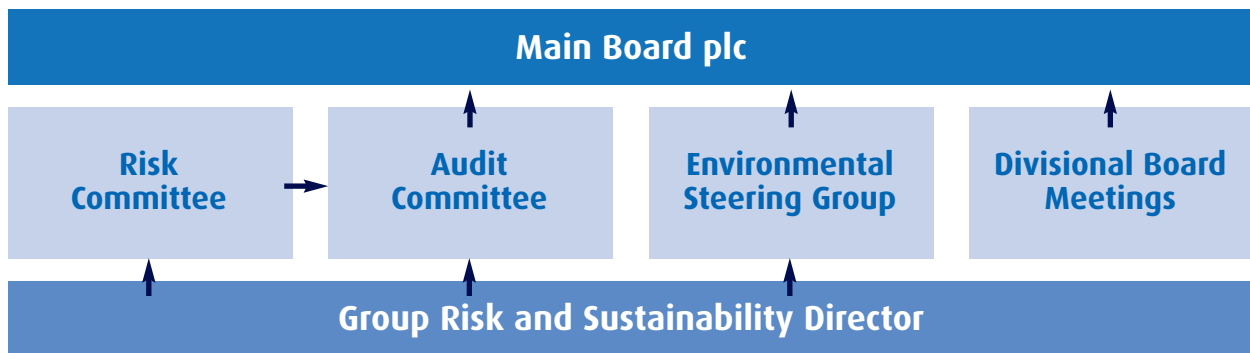 Main Board plc
Risk
Committee
Audit
Committee
Environmental
Steering Group
Divisional Board
Meetings
Group Risk and Sustainability Director